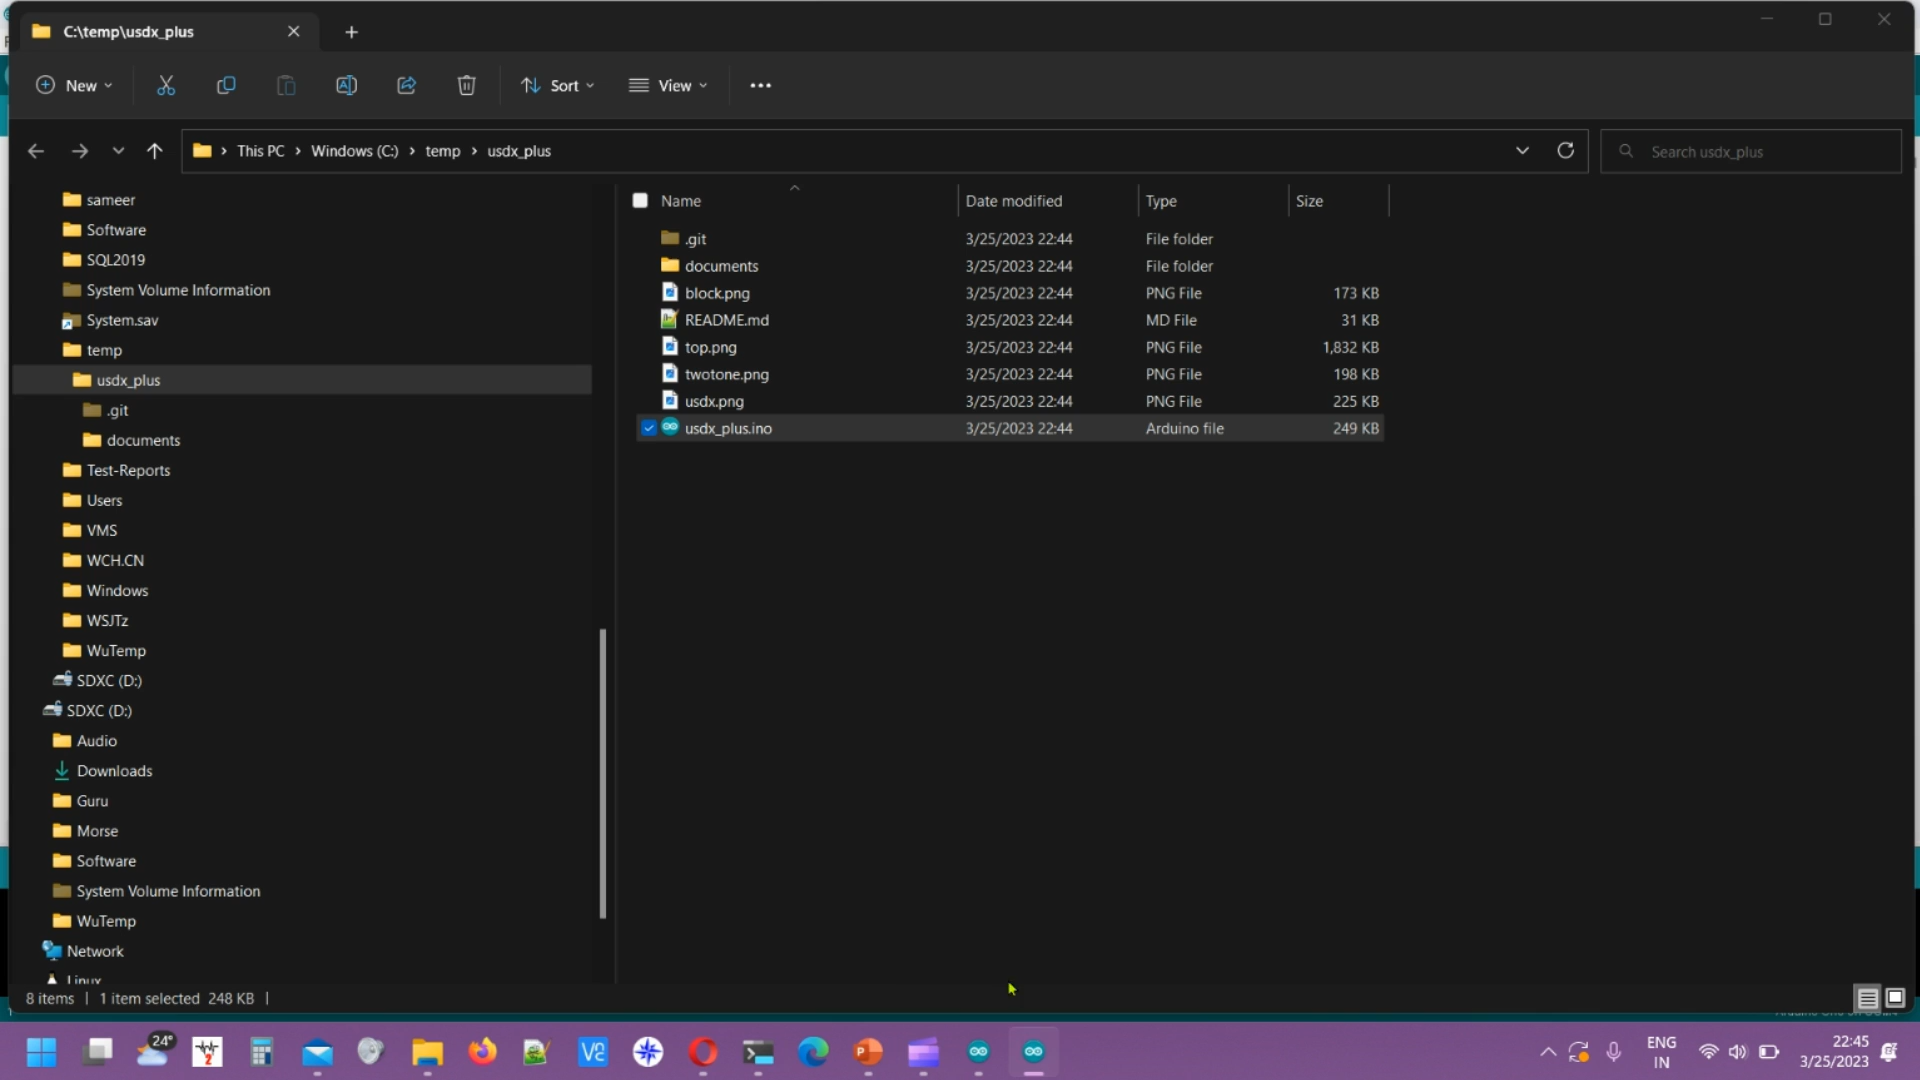 C:\temp\usdx_plus
New
Sort
View
This PC > Windows (C:) > temp > usdx_plus
Search usdx_plus
sameer
Software
SQL2019
System Volume Information
System.sav
temp
usdx_plus
.git
documents
Test-Reports
Users
VMS
WCH.CN
Windows
WSJTz
WuTemp
SDXC (D:)
SDXC (D:)
Audio
Downloads
Guru
Morse
Software
System Volume Information
WuTemp
Network
Linux
Name Date modified Type Size
.git 3/25/2023 22:44 File folder
documents 3/25/2023 22:44 File folder
block.png 3/25/2023 22:44 PNG File 173 KB
README.md 3/25/2023 22:44 MD File 31 KB
top.png 3/25/2023 22:44 PNG File 1,832 KB
twotone.png 3/25/2023 22:44 PNG File 198 KB
usdx.png 3/25/2023 22:44 PNG File 225 KB
usdx_plus.ino 3/25/2023 22:44 Arduino file 249 KB
8 items | 1 item selected 248 KB |
24°
ENG
IN
22:45
3/25/2023